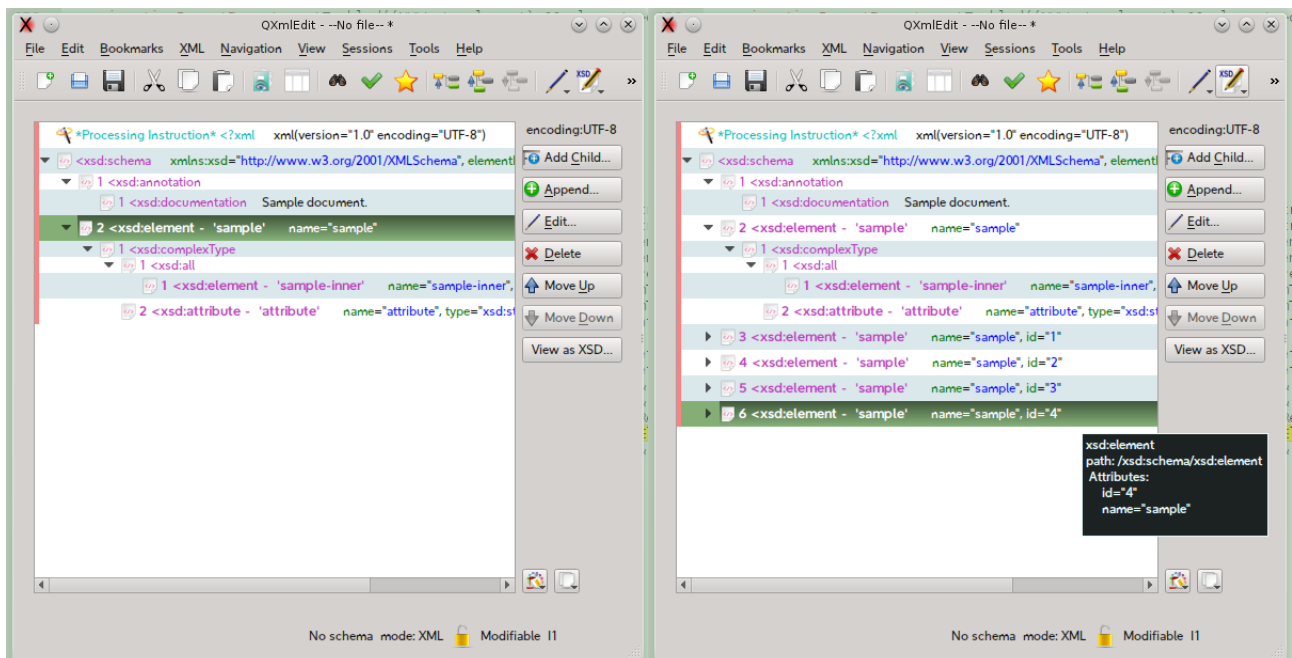 QXmlEdit - --No file-- *
File Edit Bookmarks XML Navigation View Sessions Tools Help
XSD
»
*Processing Instruction* <?xml xml(version="1.0" encoding="UTF-8")
encoding:UTF-8
<xsd:schema xmlns:xsd="http://www.w3.org/2001/XMLSchema", element
Add Child...
1 <xsd:annotation
Append...
1 <xsd:documentation Sample document.
2 <xsd:element - 'sample' name="sample"
Edit...
1 <xsd:complexType
Delete
1 <xsd:all
1 <xsd:element - 'sample-inner' name="sample-inner",
Move Up
2 <xsd:attribute - 'attribute' name="attribute", type="xsd:st
Move Down
View as XSD...
No schema mode: XML Modifiable I1
QXmlEdit - --No file-- *
File Edit Bookmarks XML Navigation View Sessions Tools Help
XSD
»
*Processing Instruction* <?xml xml(version="1.0" encoding="UTF-8")
encoding:UTF-8
<xsd:schema xmlns:xsd="http://www.w3.org/2001/XMLSchema", element
Add Child...
1 <xsd:annotation
Append...
1 <xsd:documentation Sample document.
2 <xsd:element - 'sample' name="sample"
Edit...
1 <xsd:complexType
Delete
1 <xsd:all
1 <xsd:element - 'sample-inner' name="sample-inner",
Move Up
2 <xsd:attribute - 'attribute' name="attribute", type="xsd:st
Move Down
3 <xsd:element - 'sample' name="sample", id="1"
View as XSD...
4 <xsd:element - 'sample' name="sample", id="2"
5 <xsd:element - 'sample' name="sample", id="3"
6 <xsd:element - 'sample' name="sample", id="4"
xsd:element
path: /xsd:schema/xsd:element
Attributes:
id="4"
name="sample"
No schema mode: XML Modifiable I1